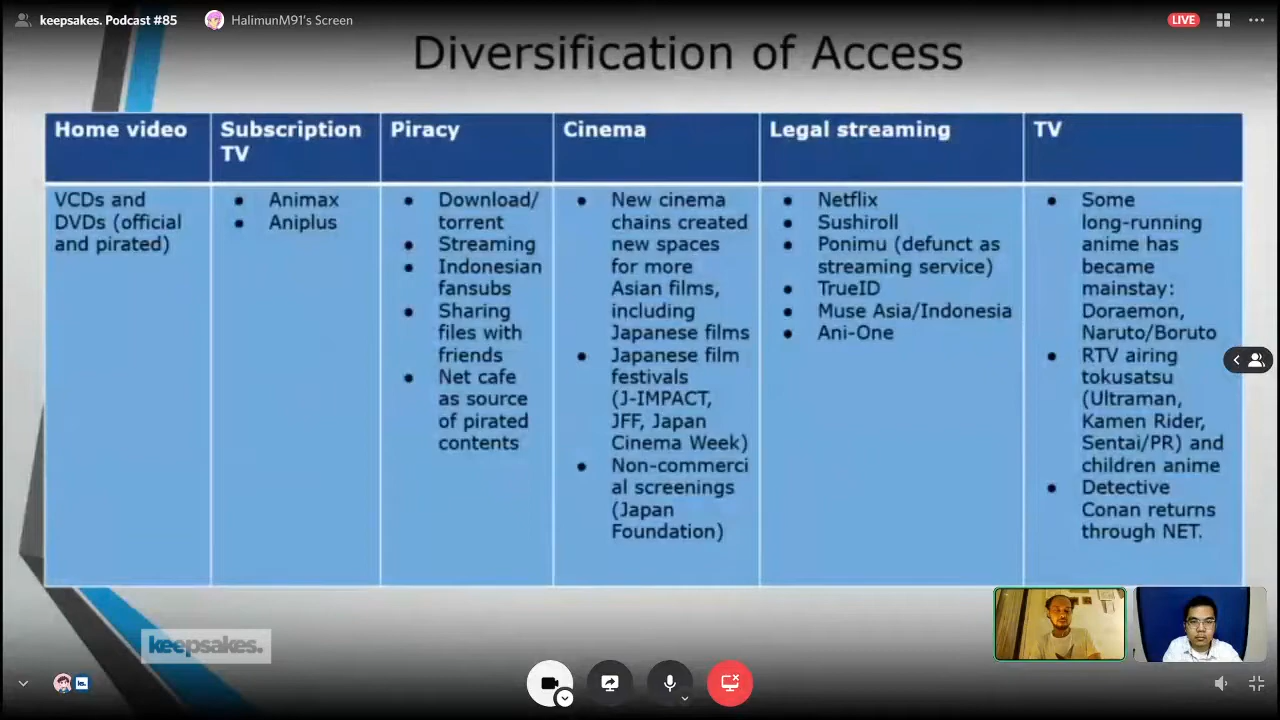 keepsakes. Podcast #85
HalimunM91's Screen
LIVE
Diversification of Access
Home video
Subscription
TV
Piracy
Cinema
Legal streaming
TV
VCDs and
DVDs (official
and pirated)
● Animax
● Aniplus
● Download/
torrent
● Streaming
● Indonesian
fansubs
● Sharing
files with
friends
● Net cafe
as source
of pirated
contents
● New cinema
chains created
new spaces
for more
Asian films,
including
Japanese films
● Japanese film
festivals
(J-IMPACT,
JFF, Japan
Cinema Week)
● Non-commerci
al screenings
(Japan
Foundation)
● Netflix
● Sushiroll
● Ponimu (defunct as
streaming service)
● TrueID
● Muse Asia/Indonesia
● Ani-One
● Some
long-running
anime has
became
mainstay:
Doraemon,
Naruto/Boruto
● RTV airing
tokusatsu
(Ultraman,
Kamen Rider,
Sentai/PR) and
children anime
● Detective
Conan returns
through NET.
keepsakes.